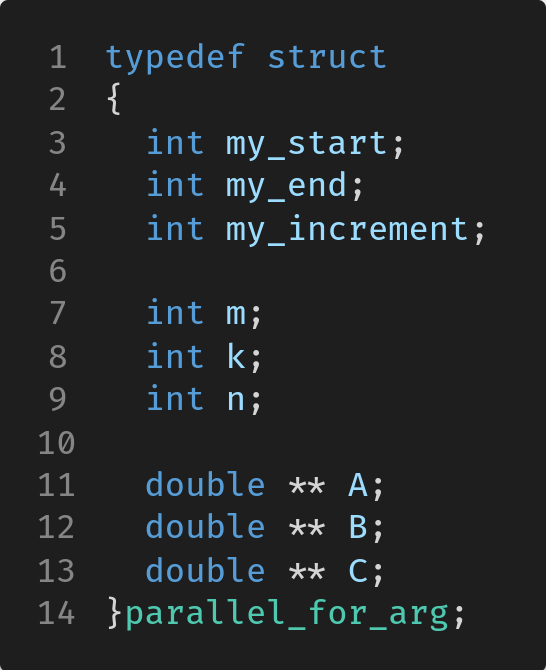 1 typedef struct
2 {
3   int my_start;
4   int my_end;
5   int my_increment;
6
7   int m;
8   int k;
9   int n;
10
11   double ** A;
12   double ** B;
13   double ** C;
14 }parallel_for_arg;